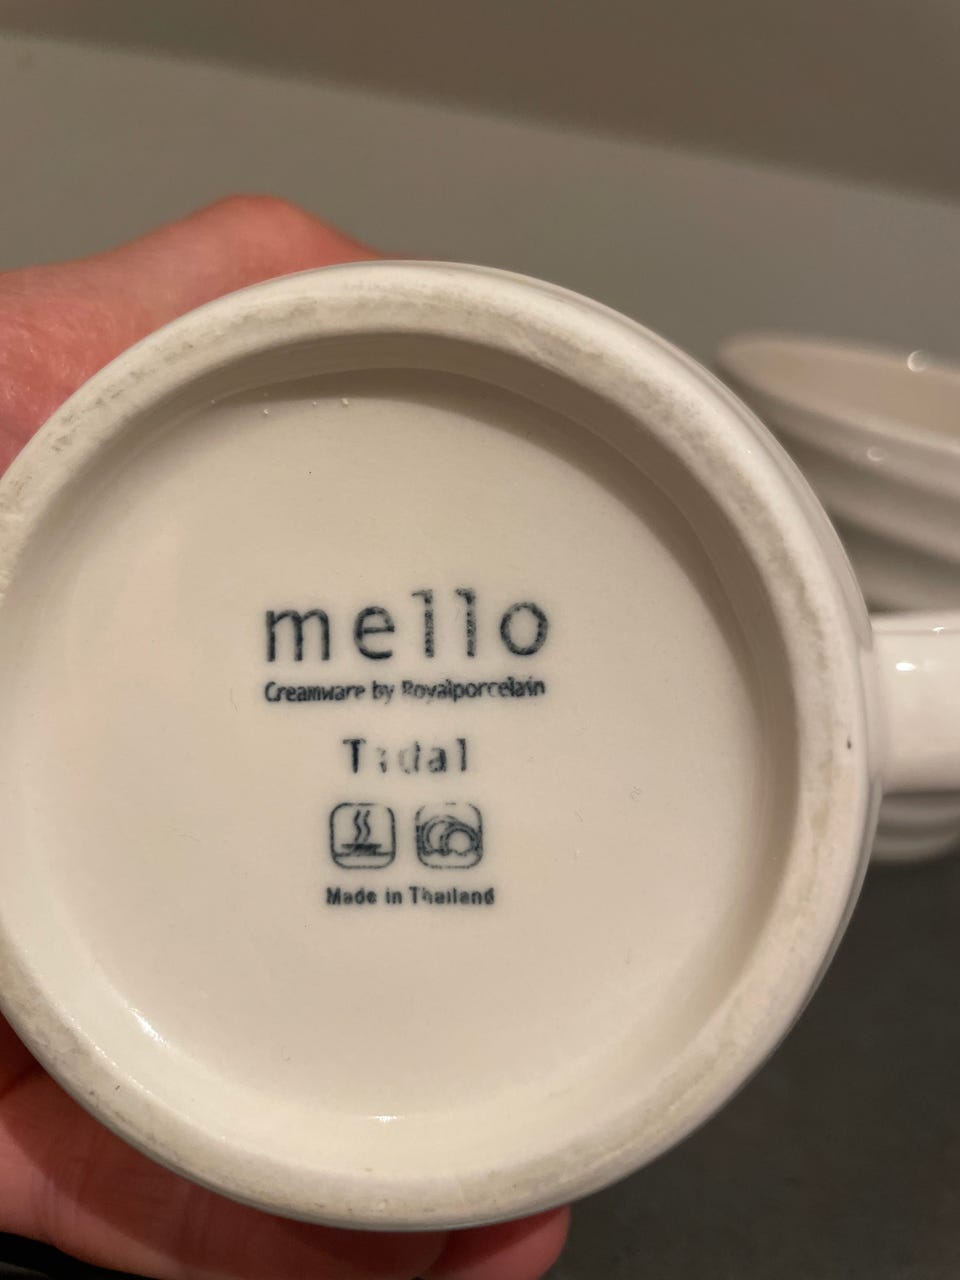 mello
Creamware by Royalporcelain
Tidal
Made in Thailand